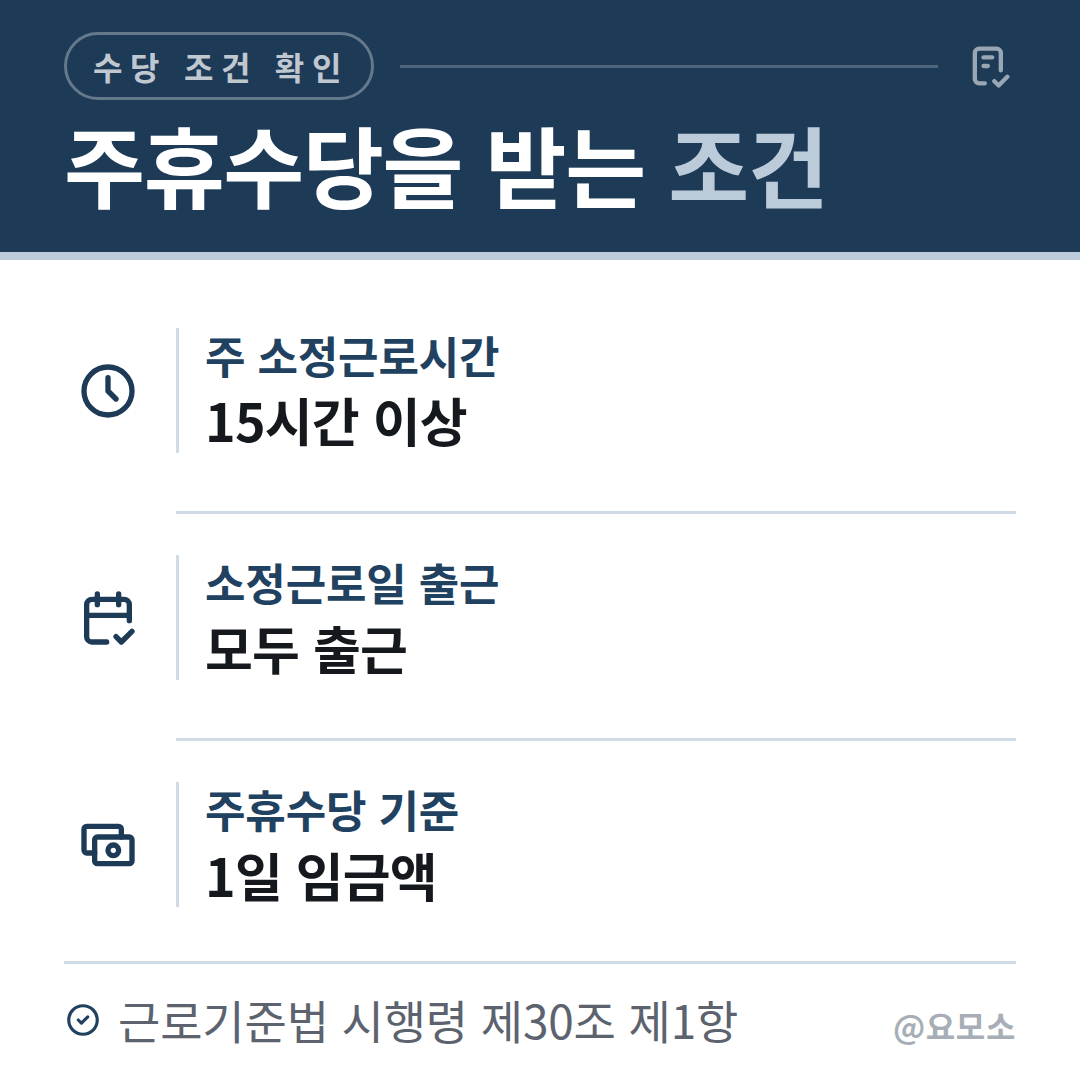 수당 조건 확인
주휴수당을 받는 조건
주 소정근로시간
15시간 이상
소정근로일 출근
모두 출근
주휴수당 기준
1일 임금액
근로기준법 시행령 제30조 제1항
@요모소